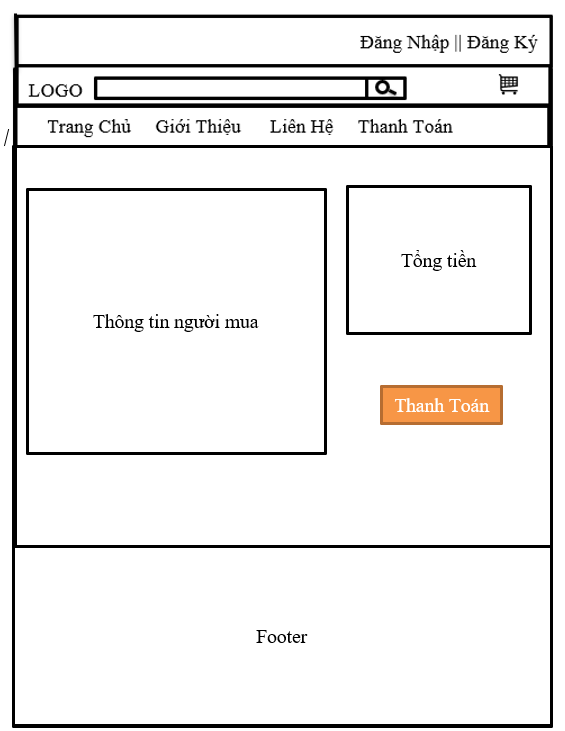 Đăng Nhập || Đăng Ký
LOGO
Trang Chủ Giới Thiệu Liên Hệ Thanh Toán
/
Tổng tiền
Thông tin người mua
Thanh Toán
Footer